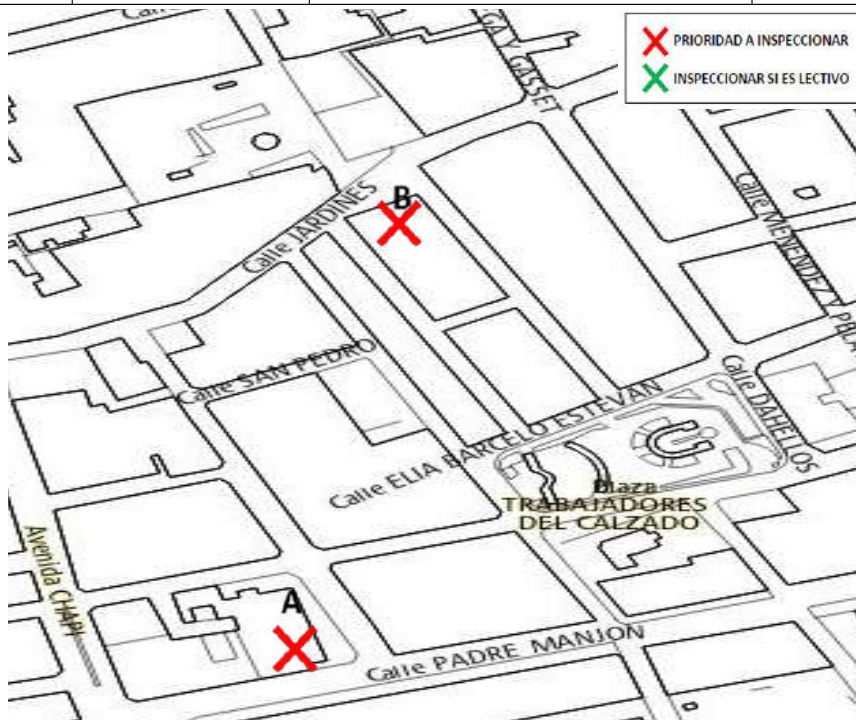 PRIORIDAD A INSPECCIONAR
INSPECCIONAR SI ES LECTIVO
GA Y GASSET
Calle MENENDEZ Y
B
Calle JARDINES
Calle SAN PEDRO
Calle ELIA BARCELO ESTEVAN
Calle DAHELLOS
Plaza
TRABAJADORES
DEL CALZADO
Avenida CHAPI
A
Calle PADRE MANJON